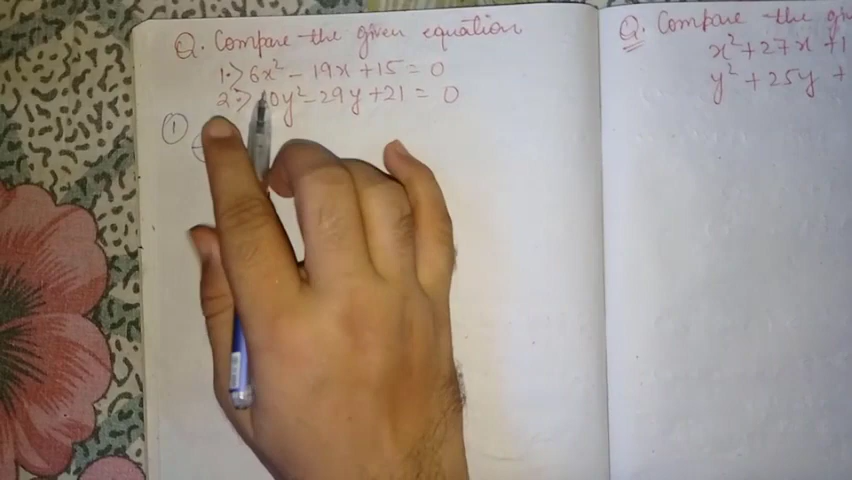 Q. Compare the given equation
1.> 6x² - 19x + 15 = 0
2.> 10y² - 29y + 21 = 0
①
Q. Compare the
x² + 27x + 1
y² + 25y +